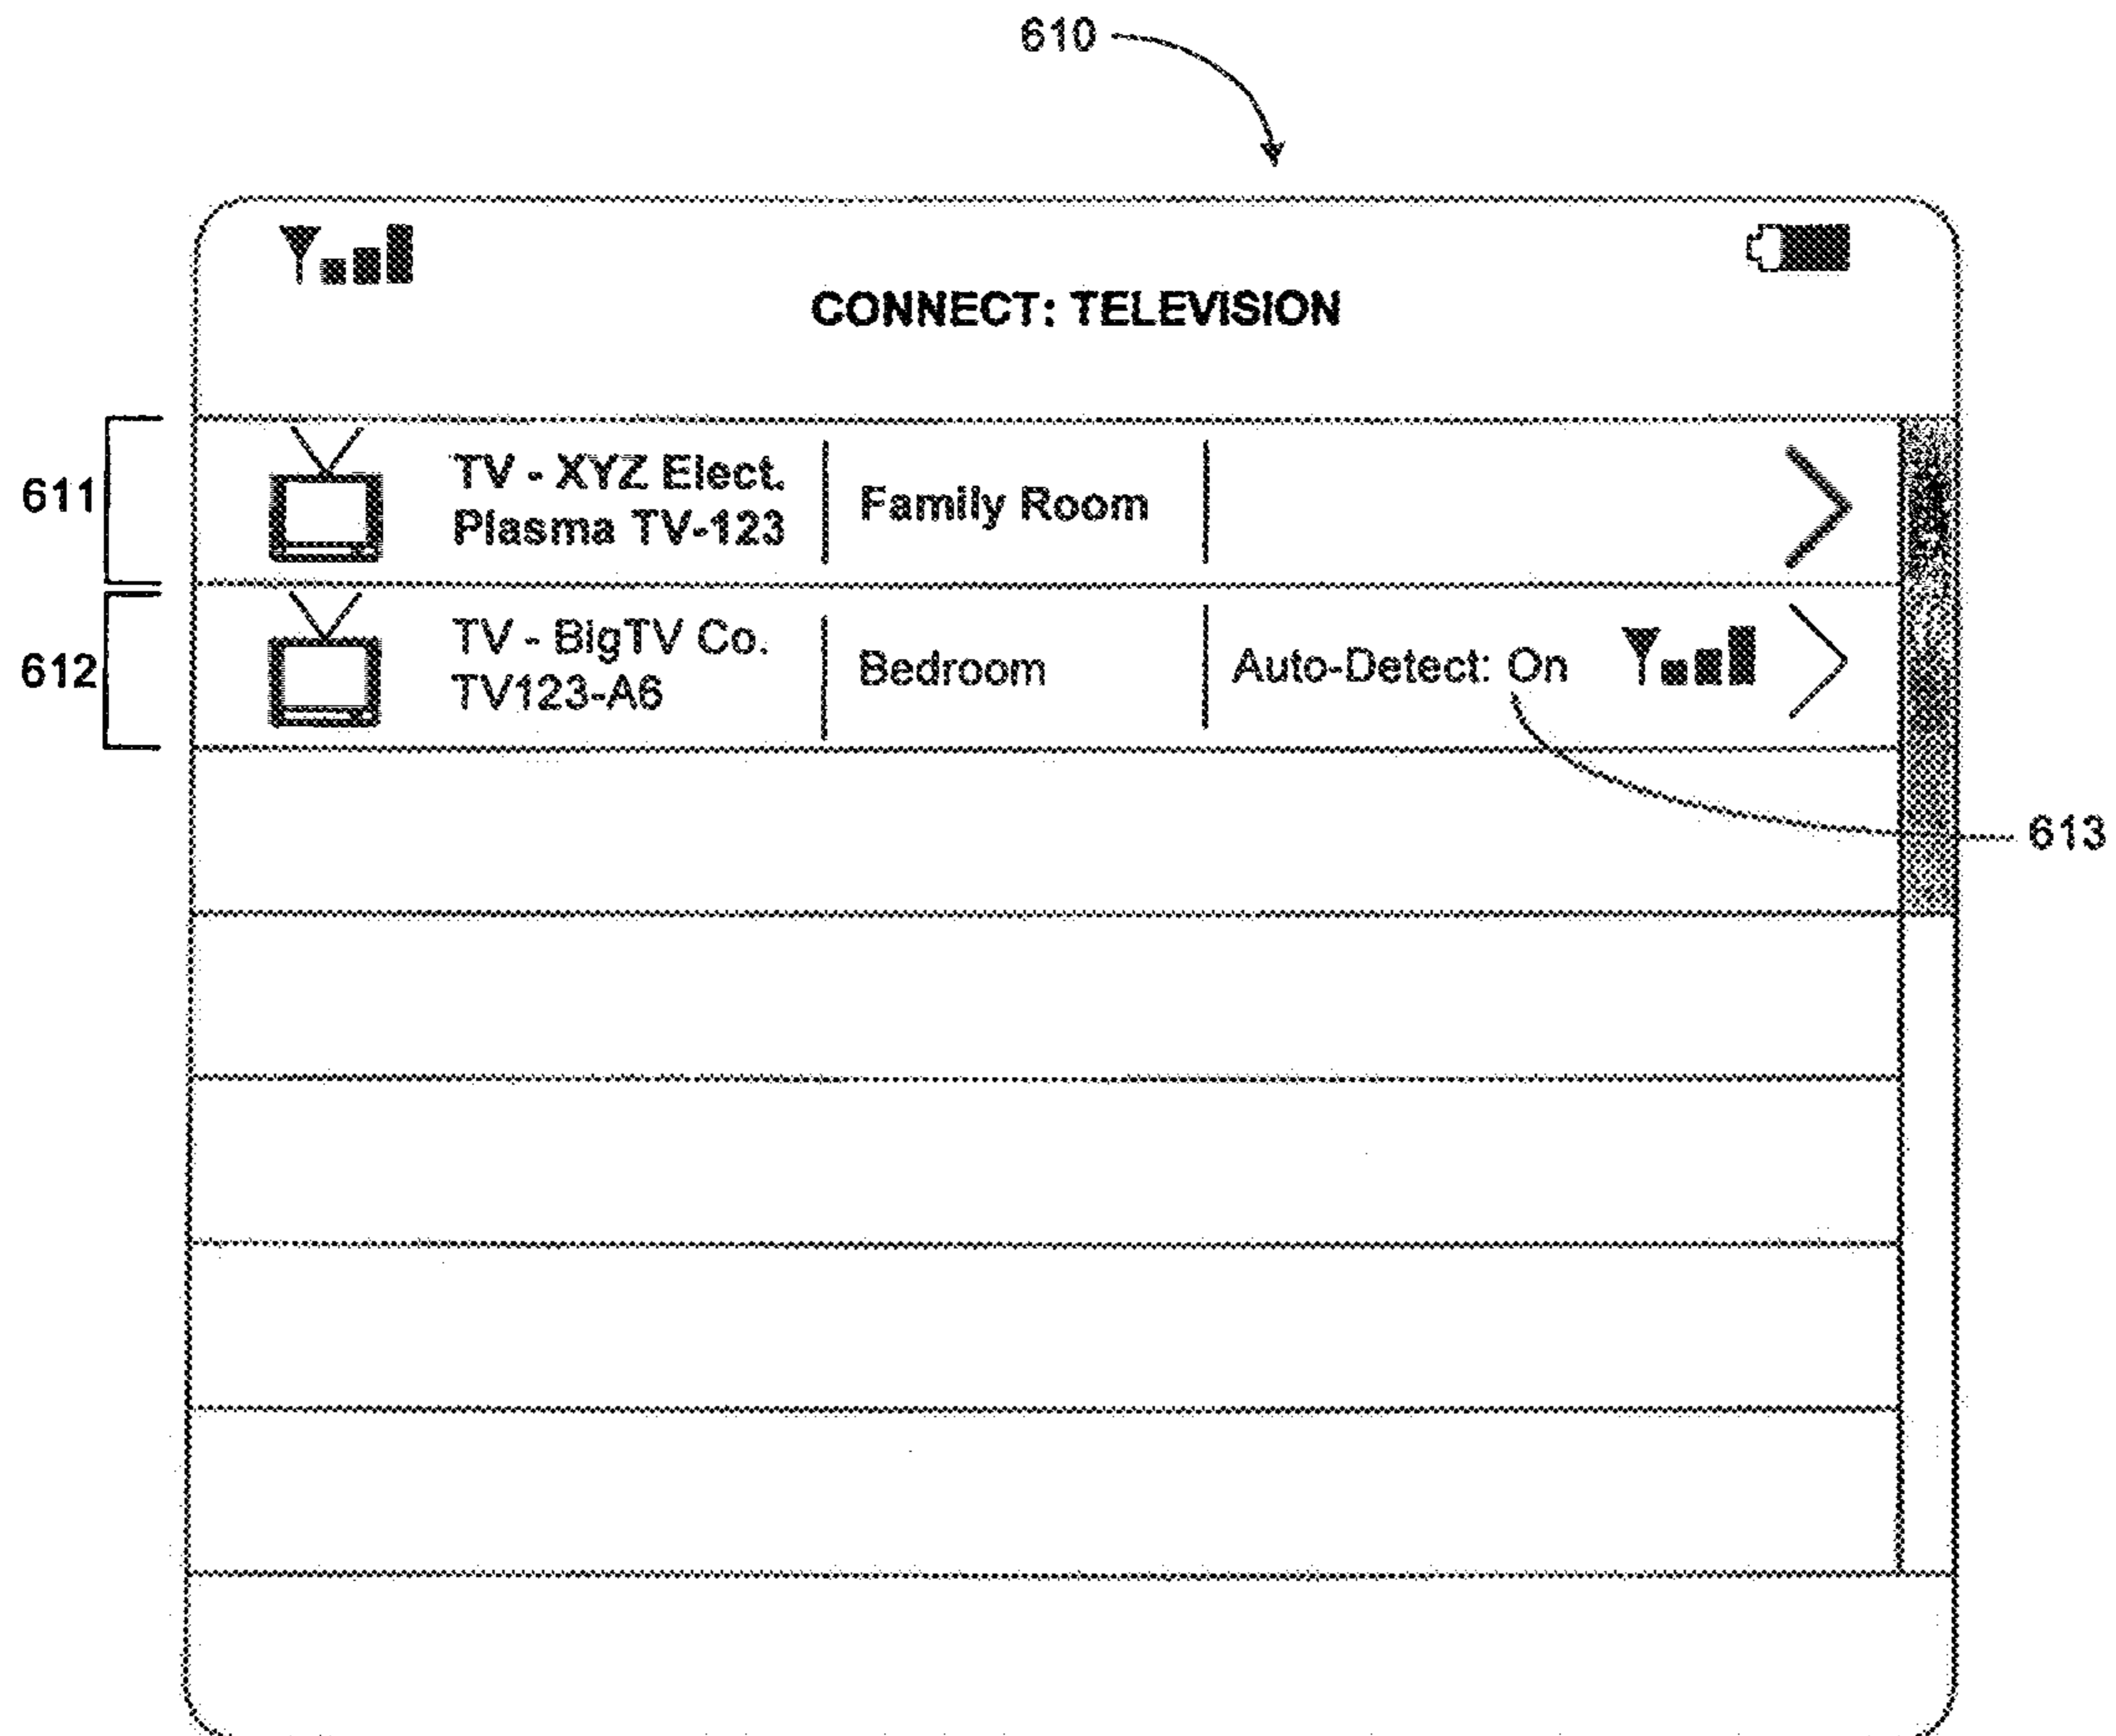 610
CONNECT: TELEVISION
611
TV - XYZ Elect.
Plasma TV-123
Family Room
612
TV - BigTV Co.
TV123-A6
Bedroom
Auto-Detect: On
613